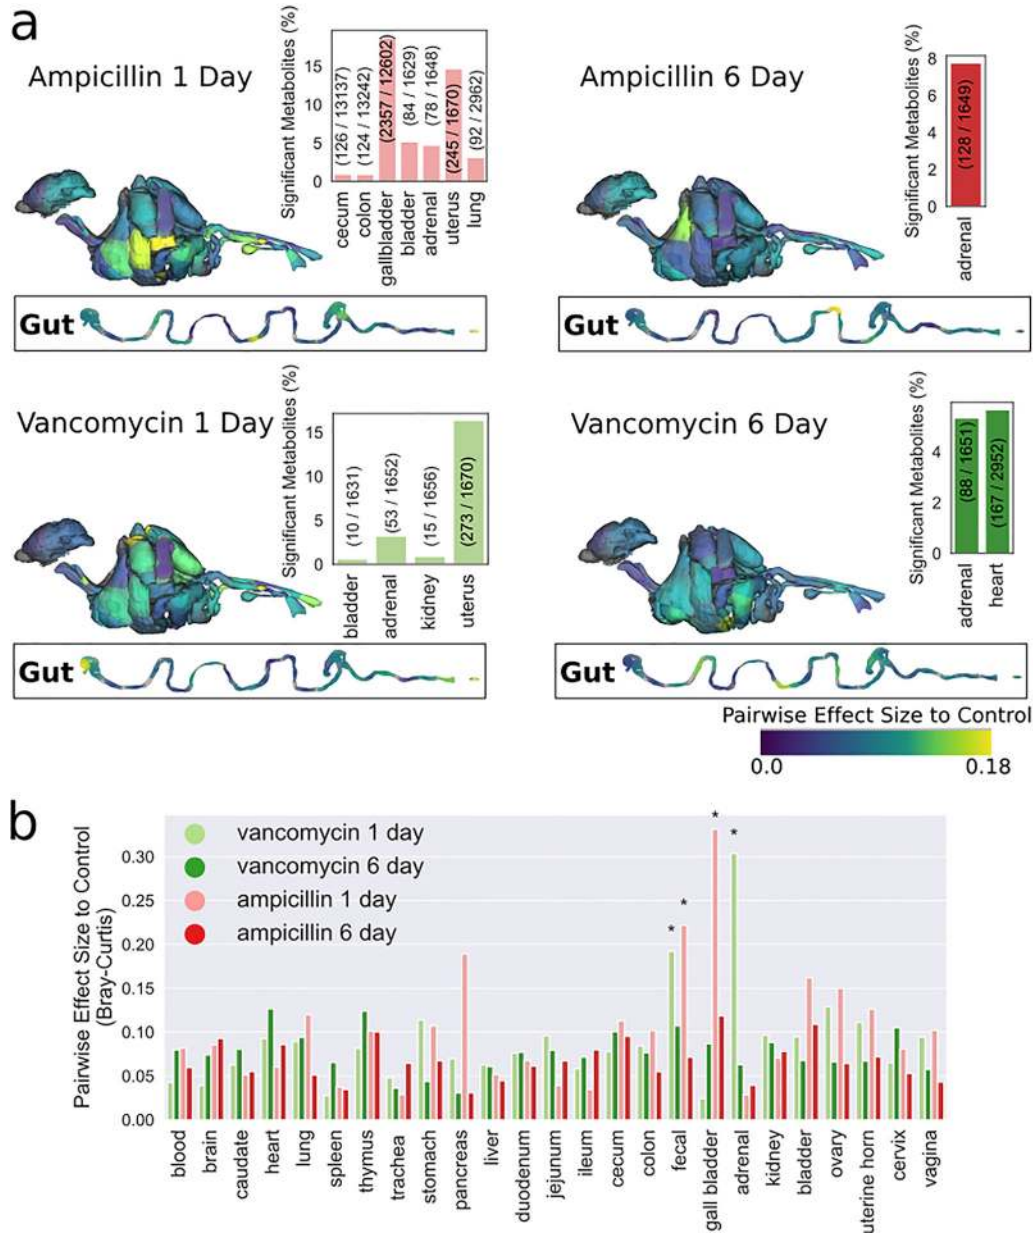 a
Ampicillin 1 Day
Significant Metabolites (%)
15
10
5
0
(126 / 13137)
(124 / 13242)
(2357 / 12602)
(84 / 1629)
(78 / 1648)
(245 / 1670)
(92 / 2962)
cecum
colon
gallbladder
bladder
adrenal
uterus
lung
Gut
Ampicillin 6 Day
Significant Metabolites (%)
8
6
4
2
0
(128 / 1649)
adrenal
Gut
Vancomycin 1 Day
Significant Metabolites (%)
15
10
5
0
(10 / 1631)
(53 / 1652)
(15 / 1656)
(273 / 1670)
bladder
adrenal
kidney
uterus
Gut
Vancomycin 6 Day
Significant Metabolites (%)
4
2
0
(88 / 1651)
(167 / 2952)
adrenal
heart
Gut
Pairwise Effect Size to Control
0.0 0.18
b
Pairwise Effect Size to Control
(Bray-Curtis)
0.30
0.25
0.20
0.15
0.10
0.05
0.00
vancomycin 1 day
vancomycin 6 day
ampicillin 1 day
ampicillin 6 day
*
*
*
*
blood
brain
caudate
heart
lung
spleen
thymus
trachea
stomach
pancreas
liver
duodenum
jejunum
ileum
cecum
colon
fecal
gall bladder
adrenal
kidney
bladder
ovary
uterine horn
cervix
vagina